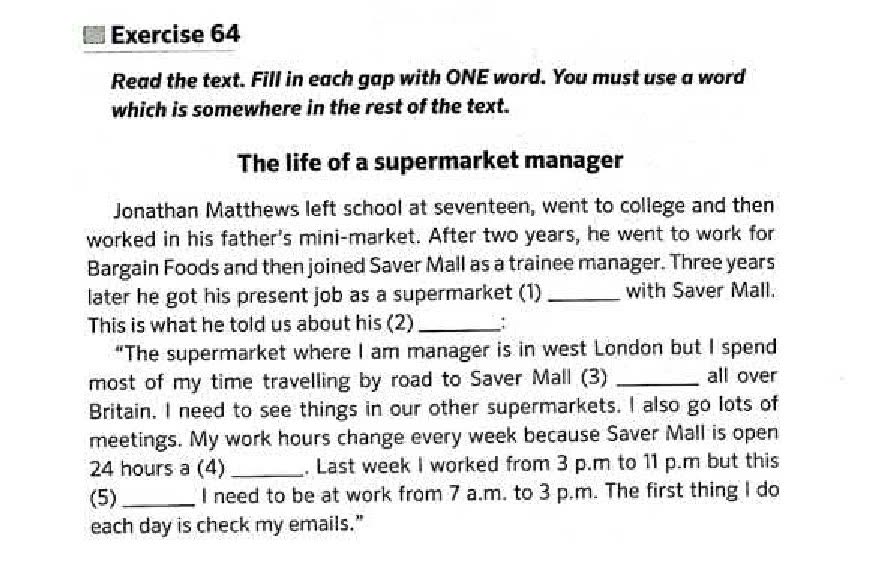 Exercise 64
Read the text. Fill in each gap with ONE word. You must use a word
which is somewhere in the rest of the text.
The life of a supermarket manager
Jonathan Matthews left school at seventeen, went to college and then
worked in his father's mini-market. After two years, he went to work for
Bargain Foods and then joined Saver Mall as a trainee manager. Three years
later he got his present job as a supermarket (1) _______ with Saver Mall.
This is what he told us about his (2) ________:
"The supermarket where I am manager is in west London but I spend
most of my time travelling by road to Saver Mall (3) ________ all over
Britain. I need to see things in our other supermarkets. I also go lots of
meetings. My work hours change every week because Saver Mall is open
24 hours a (4) _______. Last week I worked from 3 p.m to 11 p.m but this
(5) _______ I need to be at work from 7 a.m. to 3 p.m. The first thing I do
each day is check my emails."